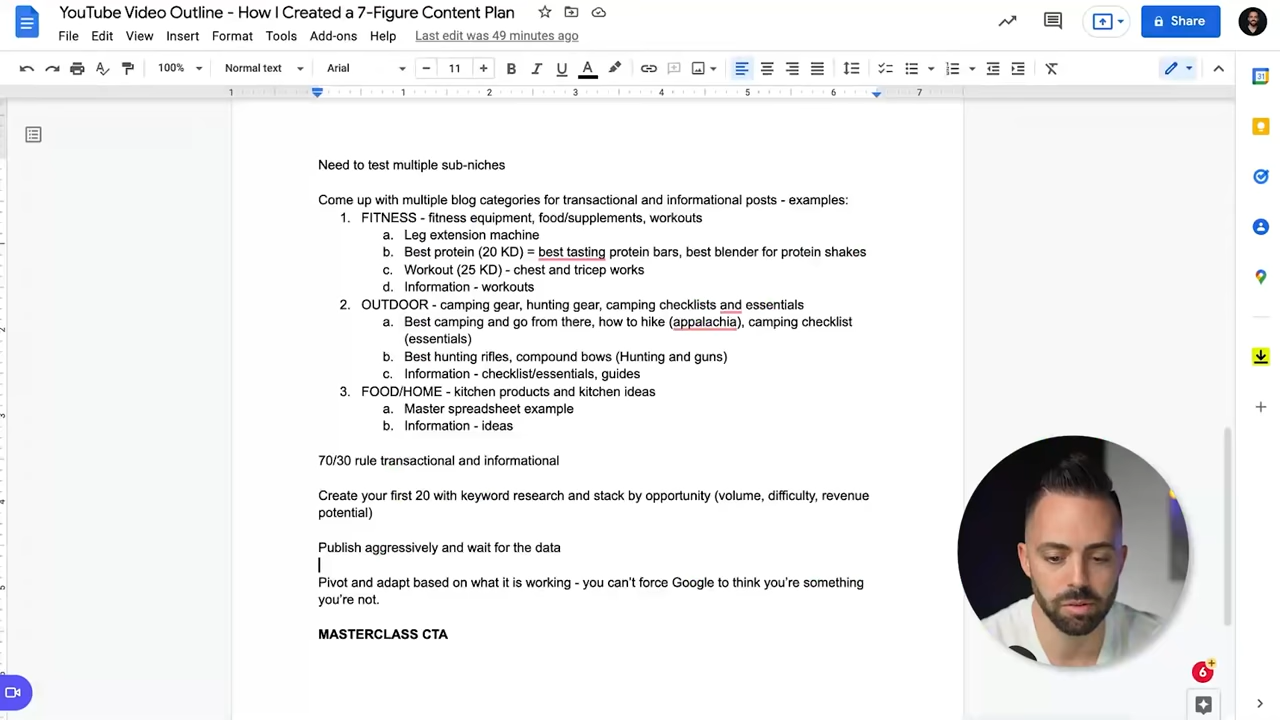 YouTube Video Outline - How I Created a 7-Figure Content Plan
File Edit View Insert Format Tools Add-ons Help Last edit was 49 minutes ago
Share
100% Normal text Arial 11 B I U A
1 1 2 3 4 5 6 7
31
Need to test multiple sub-niches
Come up with multiple blog categories for transactional and informational posts - examples:
1. FITNESS - fitness equipment, food/supplements, workouts
a. Leg extension machine
b. Best protein (20 KD) = best tasting protein bars, best blender for protein shakes
c. Workout (25 KD) - chest and tricep works
d. Information - workouts
2. OUTDOOR - camping gear, hunting gear, camping checklists and essentials
a. Best camping and go from there, how to hike (appalachia), camping checklist
(essentials)
b. Best hunting rifles, compound bows (Hunting and guns)
c. Information - checklist/essentials, guides
3. FOOD/HOME - kitchen products and kitchen ideas
a. Master spreadsheet example
b. Information - ideas
70/30 rule transactional and informational
Create your first 20 with keyword research and stack by opportunity (volume, difficulty, revenue
potential)
Publish aggressively and wait for the data
Pivot and adapt based on what it is working - you can't force Google to think you're something
you're not.
MASTERCLASS CTA
6